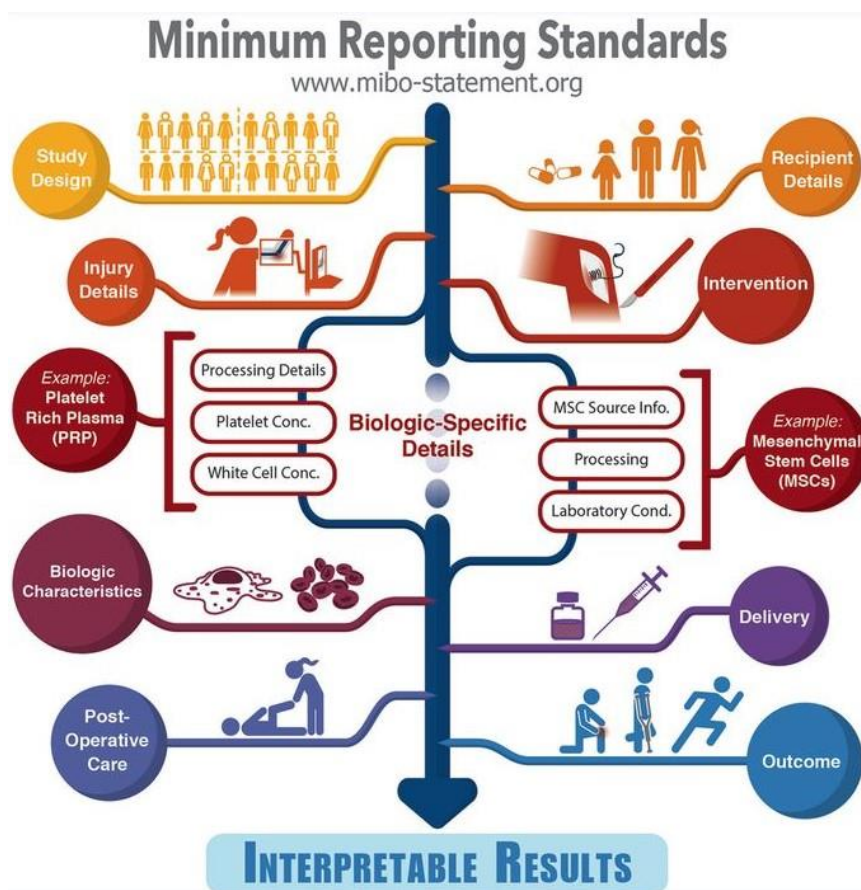 Minimum Reporting Standards
www.mibo-statement.org
Study
Design
Recipient
Details
Injury
Details
Intervention
Example:
Platelet
Rich Plasma
(PRP)
Processing Details
Platelet Conc.
White Cell Conc.
Biologic-Specific
Details
MSC Source Info.
Processing
Laboratory Cond.
Example:
Mesenchymal
Stem Cells
(MSCs)
Biologic
Characteristics
Delivery
Post-
Operative
Care
Outcome
INTERPRETABLE RESULTS